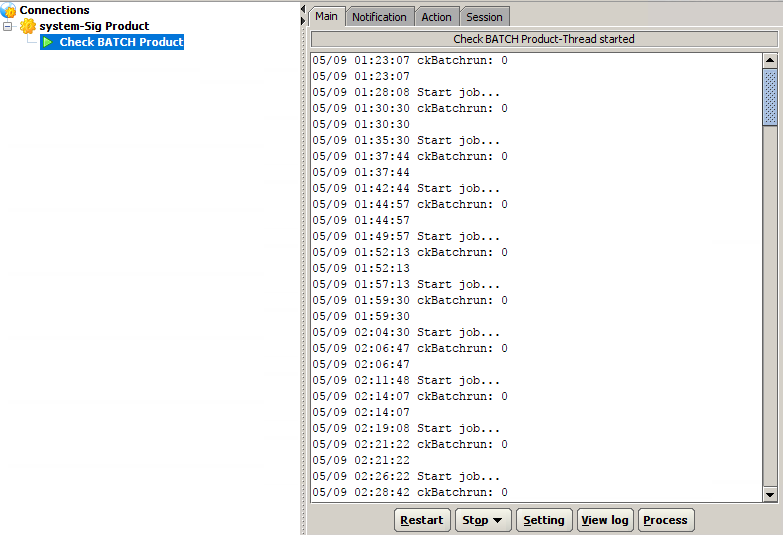 Connections
system-Sig Product
Check BATCH Product
Main Notification Action Session
Check BATCH Product-Thread started
05/09 01:23:07 ckBatchrun: 0
05/09 01:23:07
05/09 01:28:08 Start job...
05/09 01:30:30 ckBatchrun: 0
05/09 01:30:30
05/09 01:35:30 Start job...
05/09 01:37:44 ckBatchrun: 0
05/09 01:37:44
05/09 01:42:44 Start job...
05/09 01:44:57 ckBatchrun: 0
05/09 01:44:57
05/09 01:49:57 Start job...
05/09 01:52:13 ckBatchrun: 0
05/09 01:52:13
05/09 01:57:13 Start job...
05/09 01:59:30 ckBatchrun: 0
05/09 01:59:30
05/09 02:04:30 Start job...
05/09 02:06:47 ckBatchrun: 0
05/09 02:06:47
05/09 02:11:48 Start job...
05/09 02:14:07 ckBatchrun: 0
05/09 02:14:07
05/09 02:19:08 Start job...
05/09 02:21:22 ckBatchrun: 0
05/09 02:21:22
05/09 02:26:22 Start job...
05/09 02:28:42 ckBatchrun: 0
Restart Stop Setting View log Process